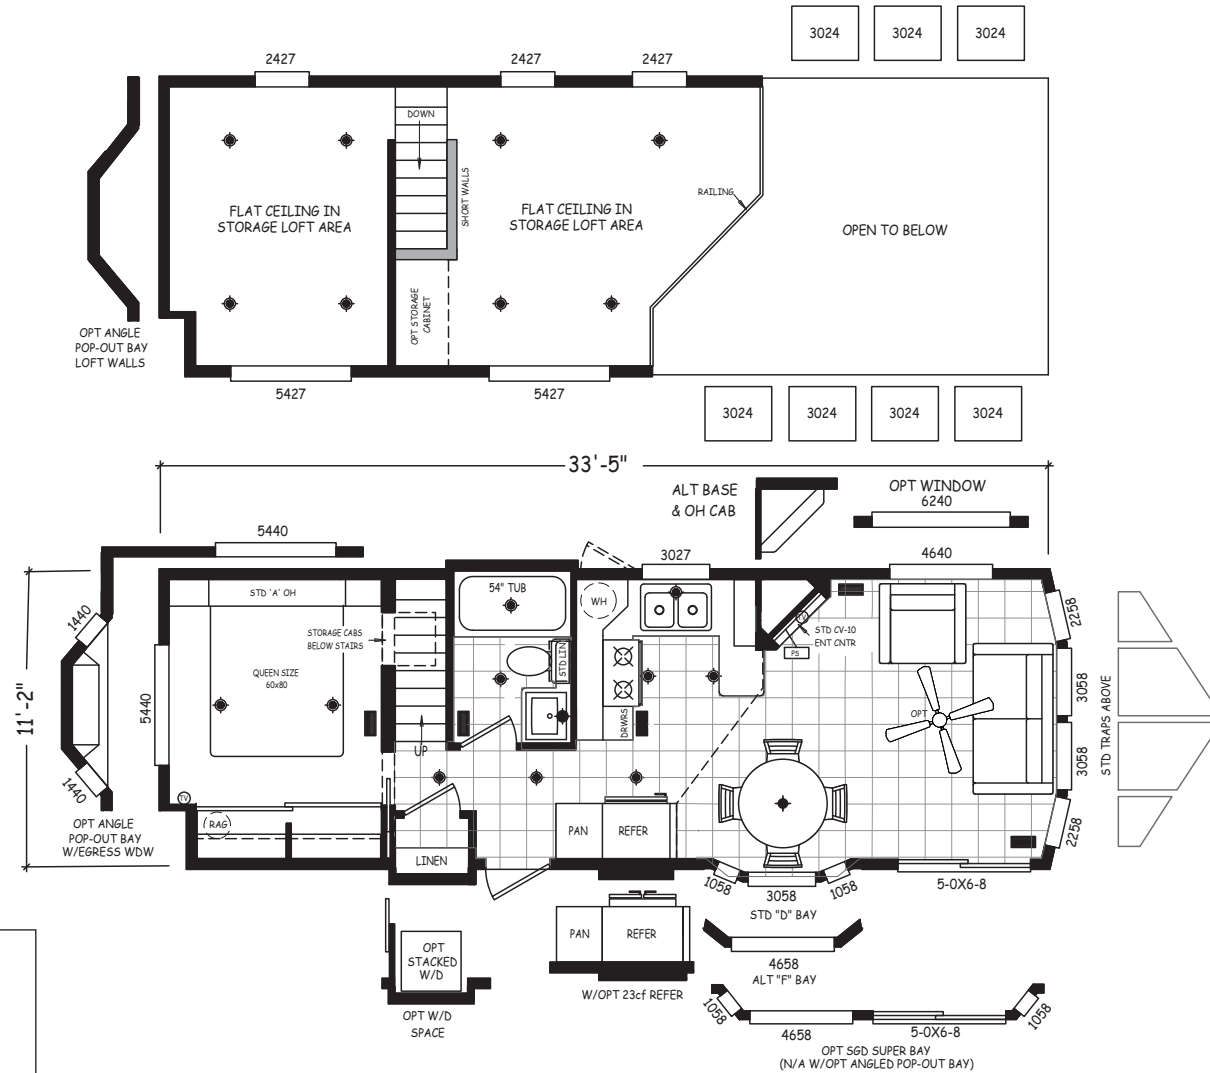 3024
3024
3024
2427
2427
2427
DOWN
SHORT WALLS
RAILING
FLAT CEILING IN
STORAGE LOFT AREA
FLAT CEILING IN
STORAGE LOFT AREA
OPEN TO BELOW
OPT STORAGE
CABINET
OPT ANGLE
POP-OUT BAY
LOFT WALLS
5427
5427
3024
3024
3024
3024
33'-5"
ALT BASE
& OH CAB
OPT WINDOW
6240
5440
3027
4640
11'-2"
1440
1440
5440
STD 'A' OH
STORAGE CABS
BELOW STAIRS
QUEEN SIZE
60x80
54" TUB
STD LIN
WH
DRWRS
UP
TV
STD CV-10
ENT CNTR
PS
OPT
2258
3058
3058
2258
STD TRAPS ABOVE
TV
RAG
LINEN
PAN
REFER
OPT ANGLE
POP-OUT BAY
W/EGRESS WDW
1058
3058
1058
5-0X6-8
STD "D" BAY
OPT
STACKED
W/D
OPT W/D
SPACE
PAN
REFER
W/OPT 23cf REFER
4658
ALT "F" BAY
1058
4658
5-0X6-8
1058
OPT SGD SUPER BAY
(N/A W/OPT ANGLED POP-OUT BAY)